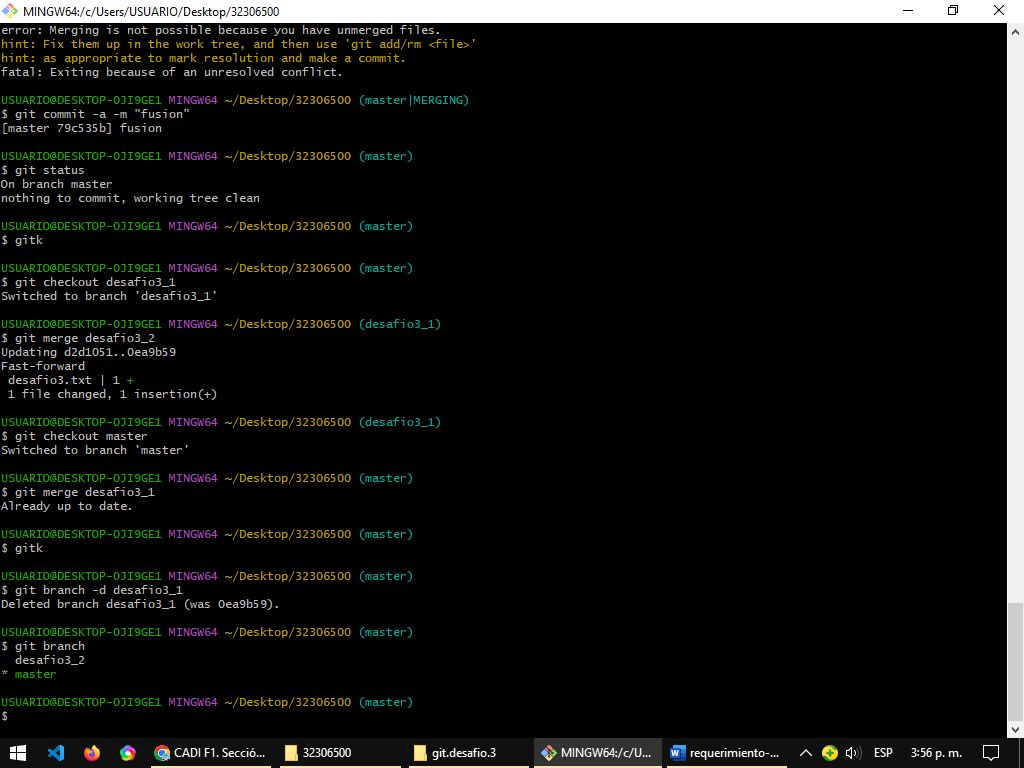 MINGW64:/c/Users/USUARIO/Desktop/32306500
error: Merging is not possible because you have unmerged files.
hint: Fix them up in the work tree, and then use 'git add/rm <file>'
hint: as appropriate to mark resolution and make a commit.
fatal: Exiting because of an unresolved conflict.
USUARIO@DESKTOP-OJI9GE1 MINGW64 ~/Desktop/32306500 (master|MERGING)
$ git commit -a -m "fusion"
[master 79c535b] fusion
USUARIO@DESKTOP-OJI9GE1 MINGW64 ~/Desktop/32306500 (master)
$ git status
On branch master
nothing to commit, working tree clean
USUARIO@DESKTOP-OJI9GE1 MINGW64 ~/Desktop/32306500 (master)
$ gitk
USUARIO@DESKTOP-OJI9GE1 MINGW64 ~/Desktop/32306500 (master)
$ git checkout desafio3_1
Switched to branch 'desafio3_1'
USUARIO@DESKTOP-OJI9GE1 MINGW64 ~/Desktop/32306500 (desafio3_1)
$ git merge desafio3_2
Updating d2d1051..0ea9b59
Fast-forward
 desafio3.txt | 1 +
 1 file changed, 1 insertion(+)
USUARIO@DESKTOP-OJI9GE1 MINGW64 ~/Desktop/32306500 (desafio3_1)
$ git checkout master
Switched to branch 'master'
USUARIO@DESKTOP-OJI9GE1 MINGW64 ~/Desktop/32306500 (master)
$ git merge desafio3_1
Already up to date.
USUARIO@DESKTOP-OJI9GE1 MINGW64 ~/Desktop/32306500 (master)
$ gitk
USUARIO@DESKTOP-OJI9GE1 MINGW64 ~/Desktop/32306500 (master)
$ git branch -d desafio3_1
Deleted branch desafio3_1 (was 0ea9b59).
USUARIO@DESKTOP-OJI9GE1 MINGW64 ~/Desktop/32306500 (master)
$ git branch
  desafio3_2
* master
USUARIO@DESKTOP-OJI9GE1 MINGW64 ~/Desktop/32306500 (master)
$
CADI F1. Secció... 32306500 git.desafio.3 MINGW64:/c/U... requerimiento-... ESP 3:56 p. m.